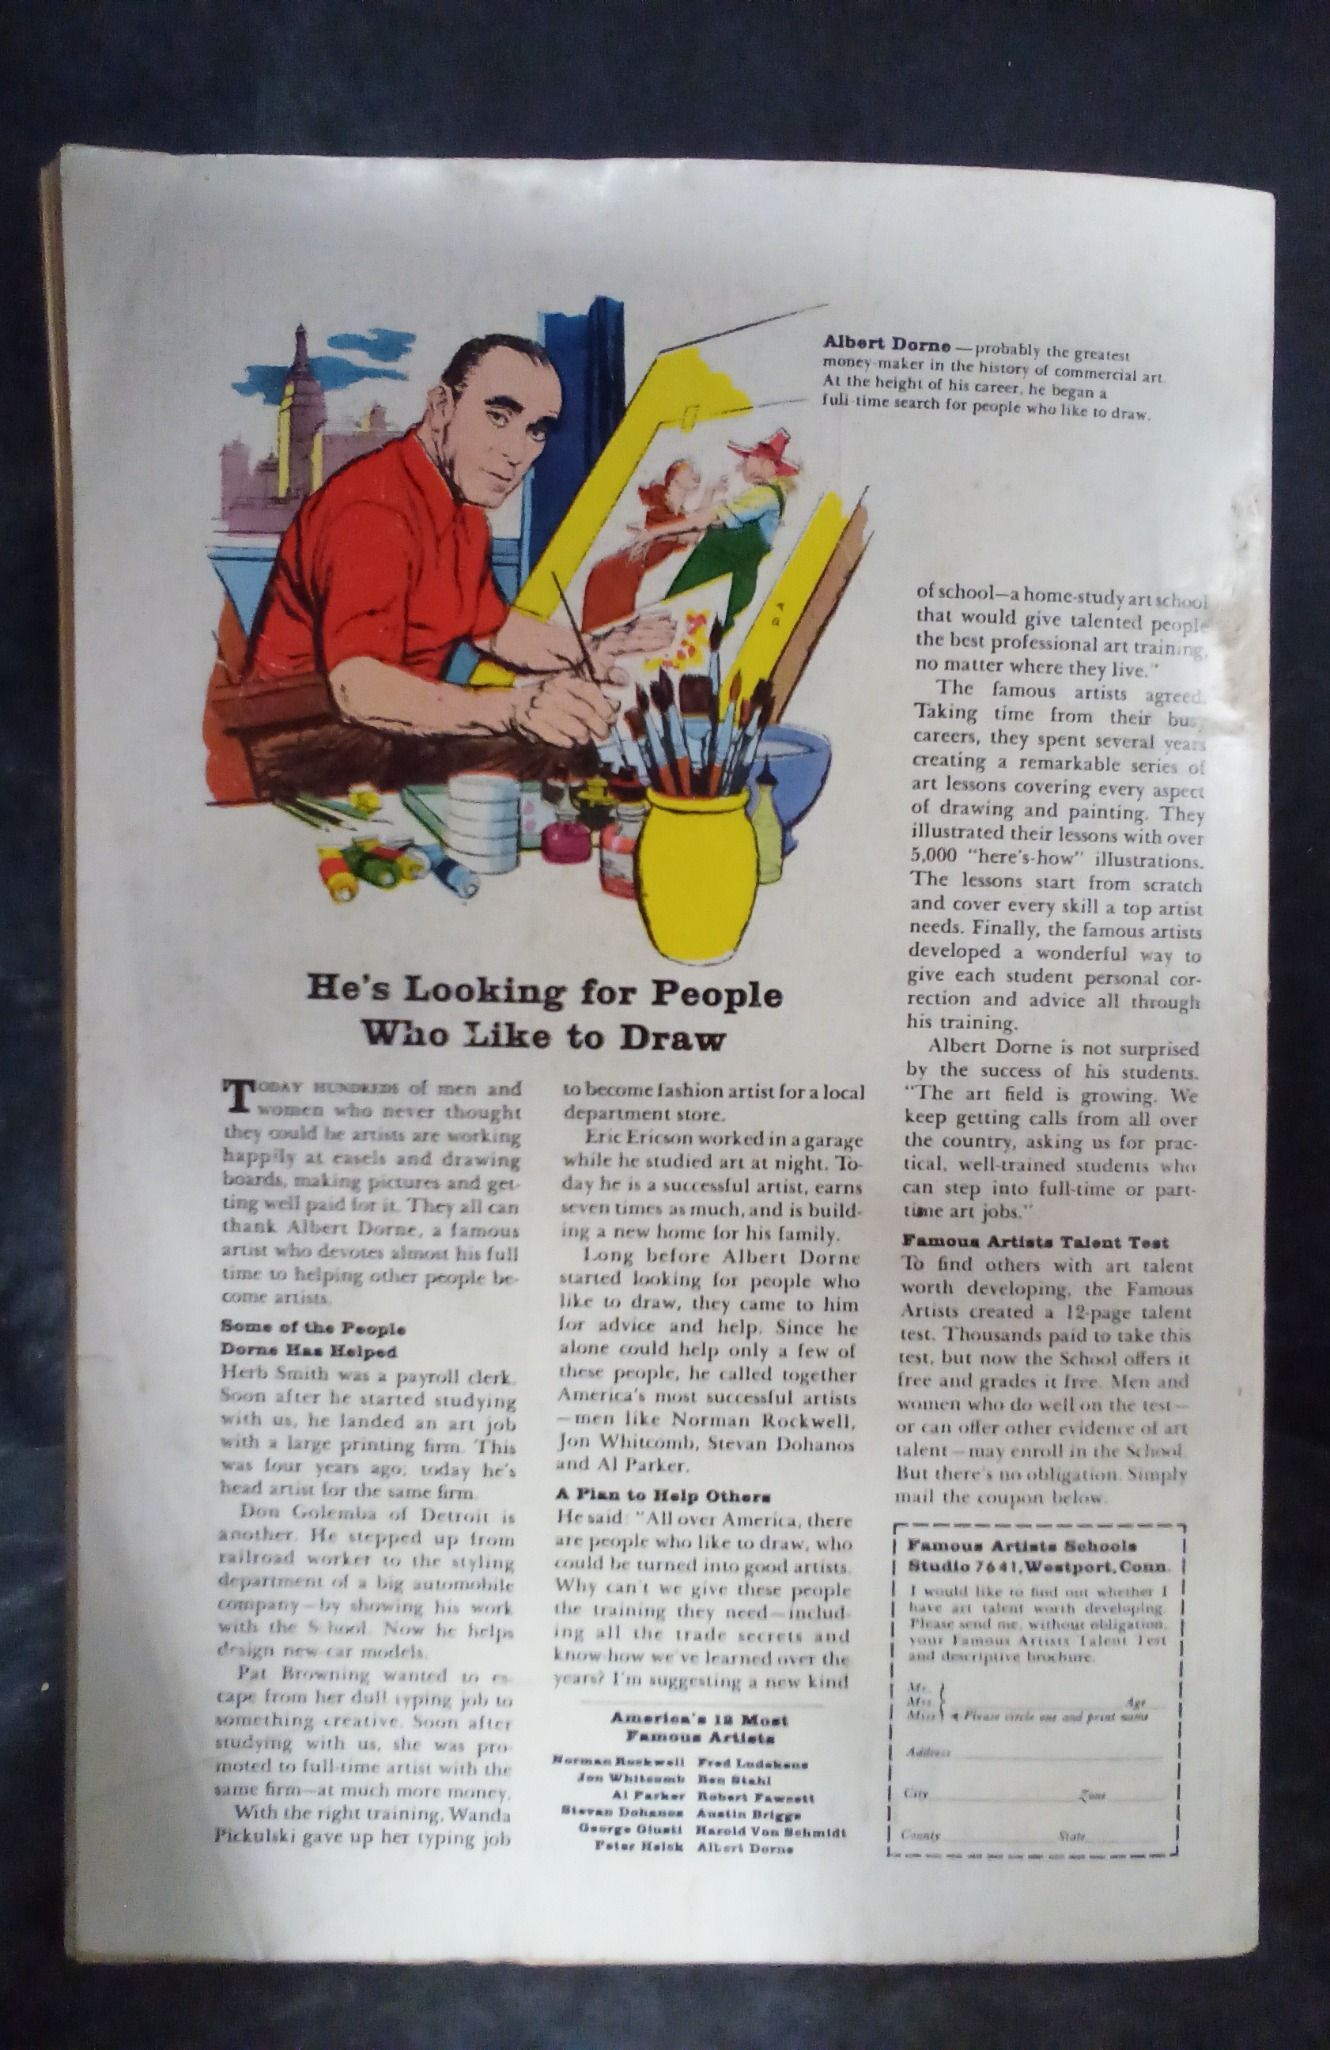 Albert Dorne —probably the greatest
money-maker in the history of commercial art.
At the height of his career, he began a
full-time search for people who like to draw.
He's Looking for People
Who Like to Draw
TODAY HUNDREDS of men and
women who never thought
they could be artists are working
happily at easels and drawing
boards, making pictures and get-
ting well paid for it. They all can
thank Albert Dorne, a famous
artist who devotes almost his full
time to helping other people be-
come artists.
Some of the People
Dorne Has Helped
Herb Smith was a payroll clerk.
Soon after he started studying
with us, he landed an art job
with a large printing firm. This
was four years ago; today he's
head artist for the same firm.
Don Golemba of Detroit is
another. He stepped up from
railroad worker to the styling
department of a big automobile
company—by showing his work
with the School. Now he helps
design new car models.
Pat Browning wanted to es-
cape from her dull typing job to
something creative. Soon after
studying with us, she was pro-
moted to full-time artist with the
same firm—at much more money.
With the right training, Wanda
Pickulski gave up her typing job
to become fashion artist for a local
department store.
Eric Ericson worked in a garage
while he studied art at night. To-
day he is a successful artist, earns
seven times as much, and is build-
ing a new home for his family.
Long before Albert Dorne
started looking for people who
like to draw, they came to him
for advice and help. Since he
alone could help only a few of
these people, he called together
America's most successful artists
—men like Norman Rockwell,
Jon Whitcomb, Stevan Dohanos
and Al Parker.
A Plan to Help Others
He said: "All over America, there
are people who like to draw, who
could be turned into good artists.
Why can't we give these people
the training they need—includ-
ing all the trade secrets and
know-how we've learned over the
years? I'm suggesting a new kind
of school—a home-study art school
that would give talented people
the best professional art training,
no matter where they live."
The famous artists agreed.
Taking time from their busy
careers, they spent several years
creating a remarkable series of
art lessons covering every aspect
of drawing and painting. They
illustrated their lessons with over
5,000 "here's-how" illustrations.
The lessons start from scratch
and cover every skill a top artist
needs. Finally, the famous artists
developed a wonderful way to
give each student personal cor-
rection and advice all through
his training.
Albert Dorne is not surprised
by the success of his students.
"The art field is growing. We
keep getting calls from all over
the country, asking us for prac-
tical, well-trained students who
can step into full-time or part-
time art jobs."
Famous Artists Talent Test
To find others with art talent
worth developing, the Famous
Artists created a 12-page talent
test. Thousands paid to take this
test, but now the School offers it
free and grades it free. Men and
women who do well on the test—
or can offer other evidence of art
talent—may enroll in the School.
But there's no obligation. Simply
mail the coupon below.
America's 12 Most
Famous Artists
Norman Rockwell Fred Ludekens
Jon Whitcomb Ben Stahl
Al Parker Robert Fawcett
Stevan Dohanos Austin Briggs
George Giusti Harold Von Schmidt
Peter Helck Albert Dorne
Famous Artists Schools
Studio 7641, Westport, Conn.
I would like to find out whether I
have art talent worth developing.
Please send me, without obligation,
your Famous Artists Talent Test
and descriptive brochure.
Mr.
Mrs. Age
Miss Please circle one and print name
Address
City Zone
County State